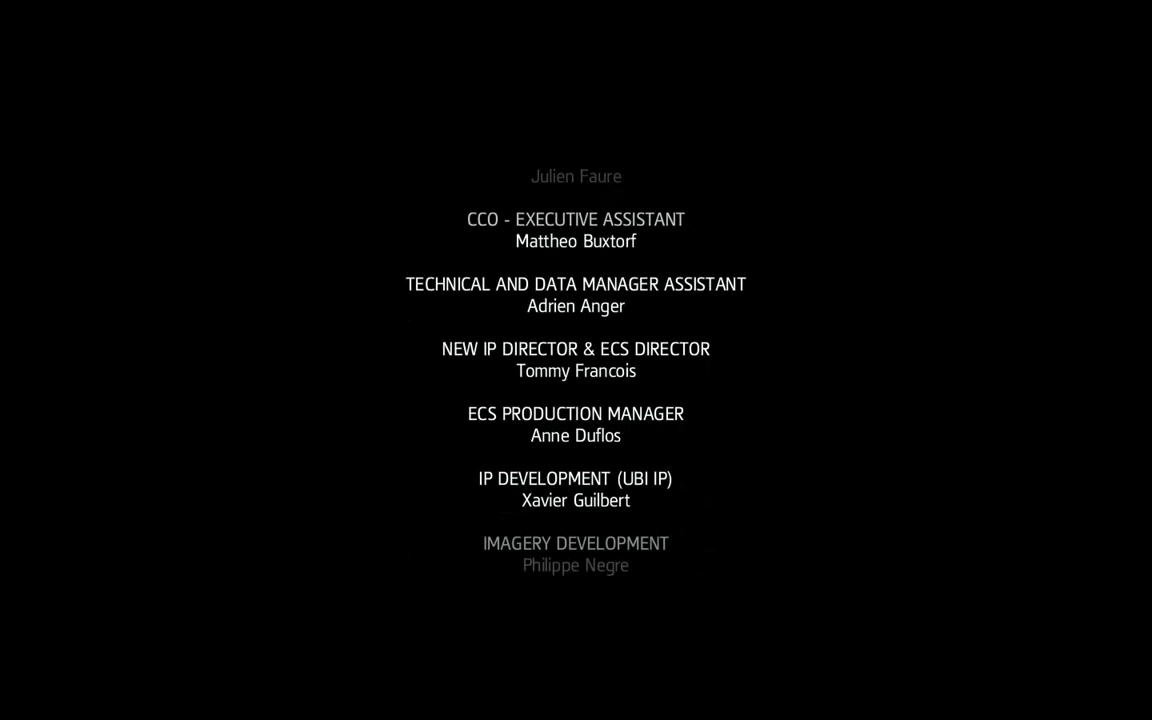 Julien Faure
CCO - EXECUTIVE ASSISTANT
Mattheo Buxtorf
TECHNICAL AND DATA MANAGER ASSISTANT
Adrien Anger
NEW IP DIRECTOR & ECS DIRECTOR
Tommy Francois
ECS PRODUCTION MANAGER
Anne Duflos
IP DEVELOPMENT (UBI IP)
Xavier Guilbert
IMAGERY DEVELOPMENT
Philippe Negre